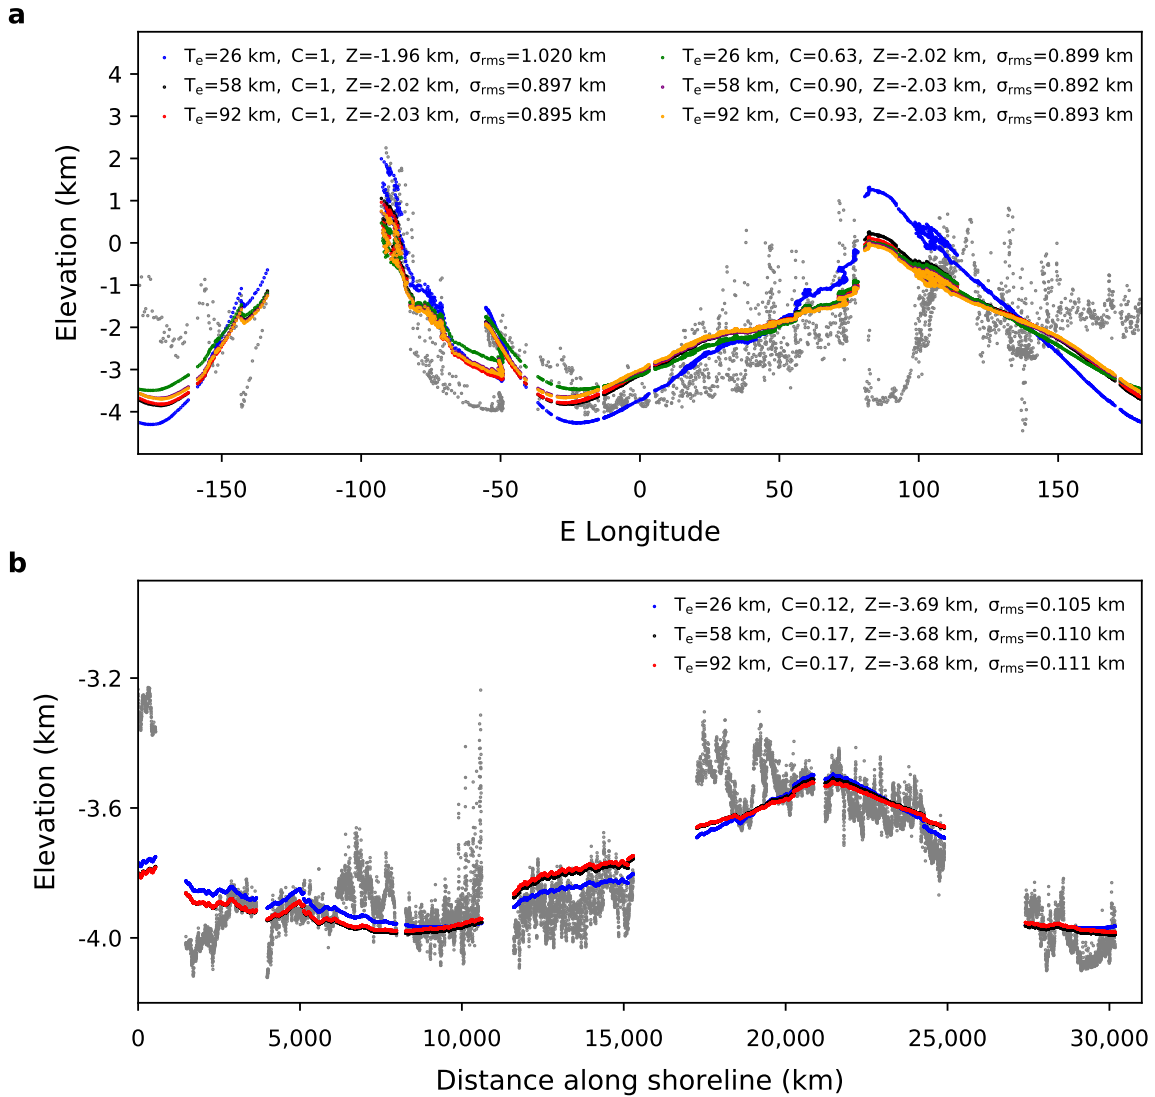 a
Tₑ=26 km, C=1, Z=-1.96 km, σrms=1.020 km
Tₑ=58 km, C=1, Z=-2.02 km, σrms=0.897 km
Tₑ=92 km, C=1, Z=-2.03 km, σrms=0.895 km
Tₑ=26 km, C=0.63, Z=-2.02 km, σrms=0.899 km
Tₑ=58 km, C=0.90, Z=-2.03 km, σrms=0.892 km
Tₑ=92 km, C=0.93, Z=-2.03 km, σrms=0.893 km
Elevation (km)
4
3
2
1
0
-1
-2
-3
-4
-150
-100
-50
0
50
100
150
E Longitude
b
Tₑ=26 km, C=0.12, Z=-3.69 km, σrms=0.105 km
Tₑ=58 km, C=0.17, Z=-3.68 km, σrms=0.110 km
Tₑ=92 km, C=0.17, Z=-3.68 km, σrms=0.111 km
Elevation (km)
-3.2
-3.6
-4.0
0
5,000
10,000
15,000
20,000
25,000
30,000
Distance along shoreline (km)